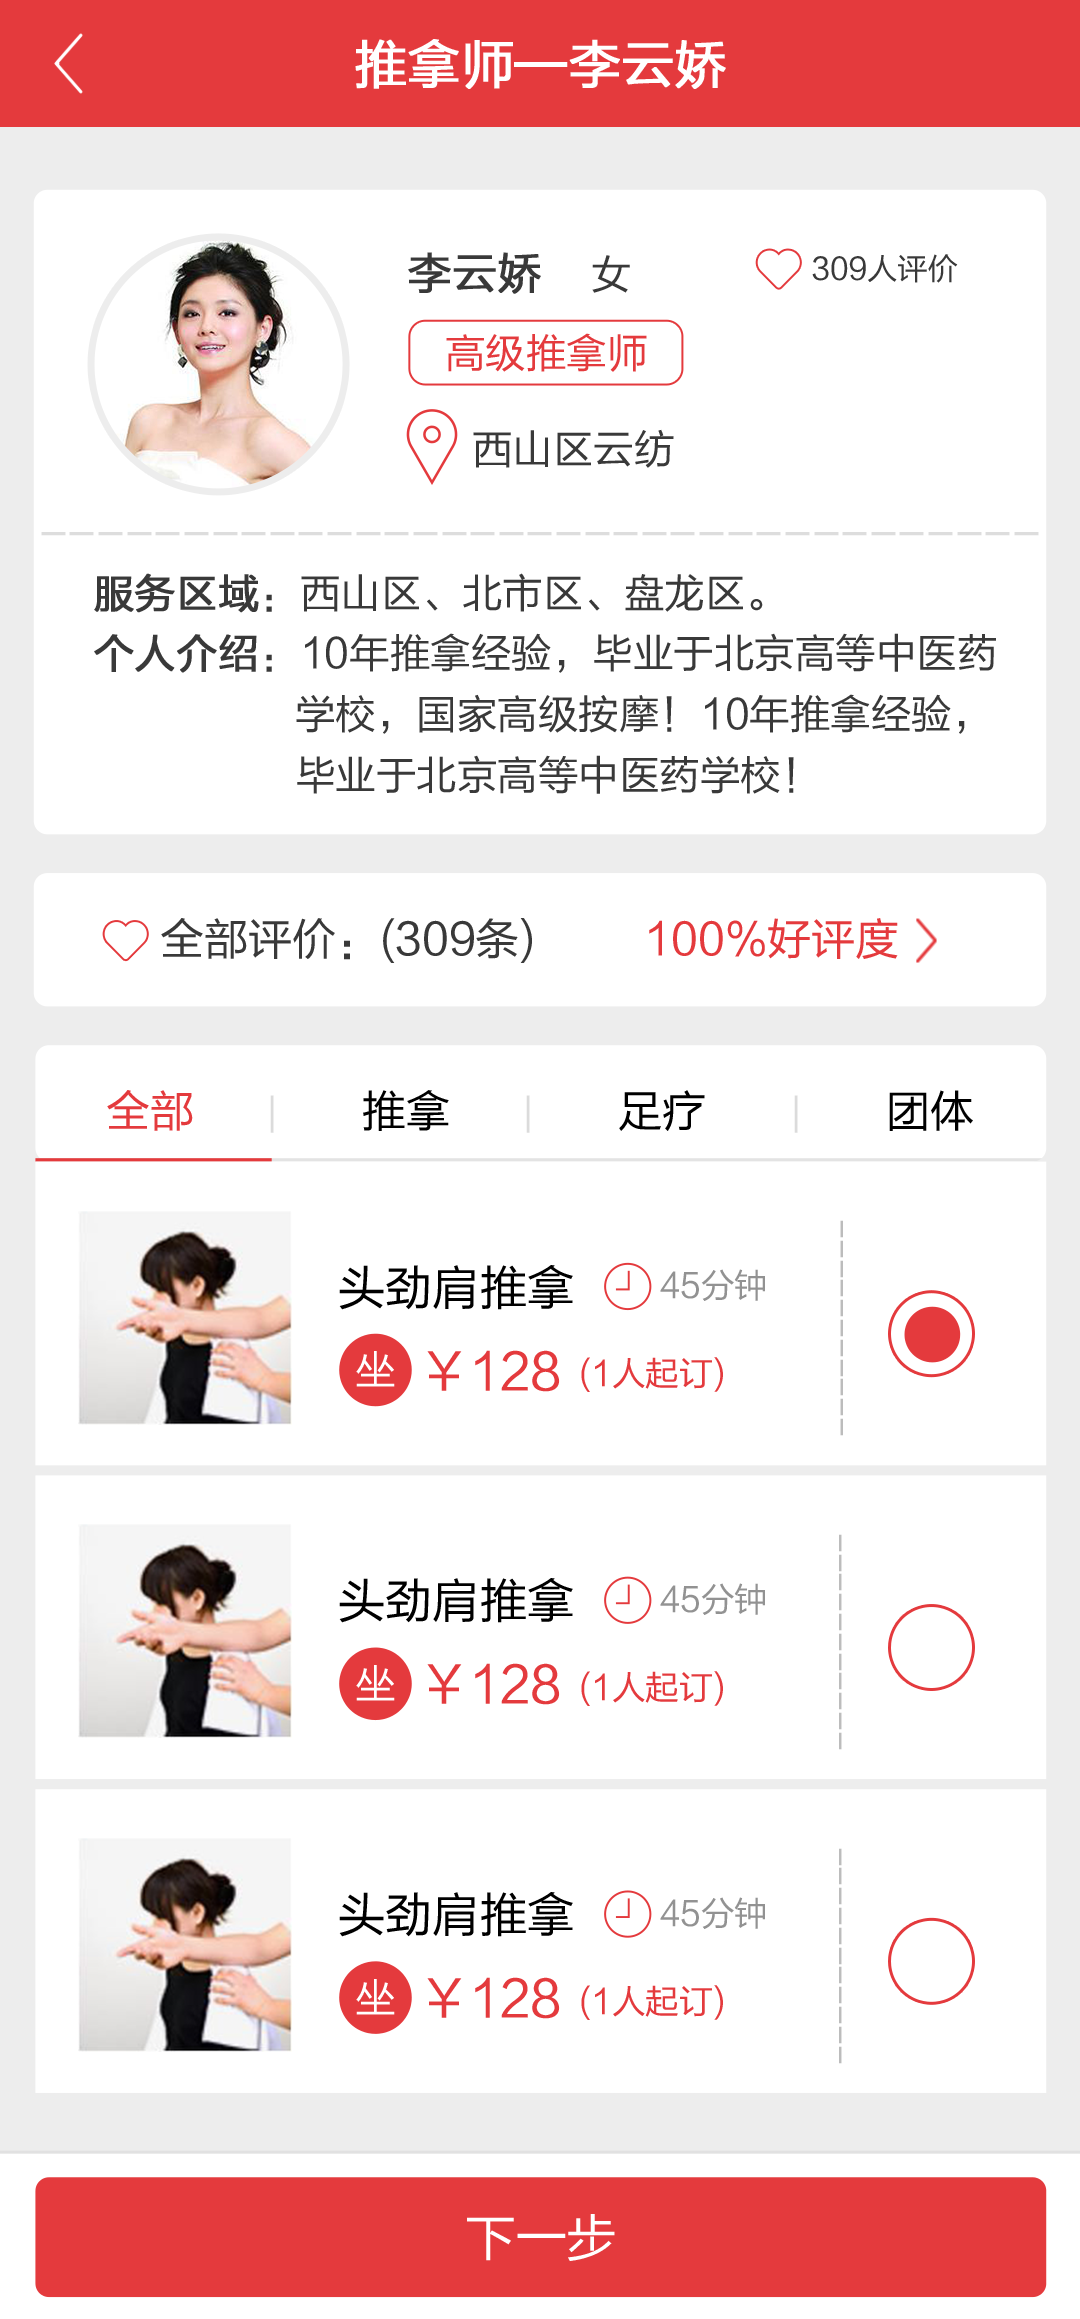 推拿师—李云娇
李云娇 女 309人评价
高级推拿师
西山区云纺
服务区域：西山区、北市区、盘龙区。
个人介绍：10年推拿经验，毕业于北京高等中医药
学校，国家高级按摩！10年推拿经验，
毕业于北京高等中医药学校！
全部评价：(309条) 100%好评度
全部 推拿 足疗 团体
头劲肩推拿 45分钟
坐 ￥128 (1人起订)
头劲肩推拿 45分钟
坐 ￥128 (1人起订)
头劲肩推拿 45分钟
坐 ￥128 (1人起订)
下一步